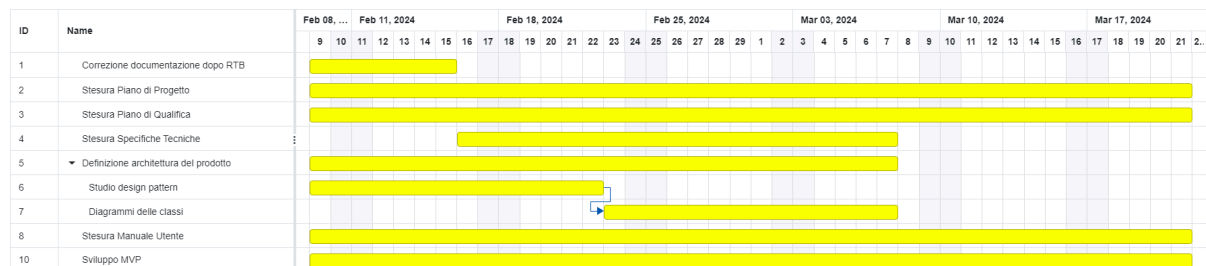 ID Name Feb 08, ... Feb 11, 2024 Feb 18, 2024 Feb 25, 2024 Mar 03, 2024 Mar 10, 2024 Mar 17, 2024
9 10 11 12 13 14 15 16 17 18 19 20 21 22 23 24 25 26 27 28 29 1 2 3 4 5 6 7 8 9 10 11 12 13 14 15 16 17 18 19 20 21 2..
1 Correzione documentazione dopo RTB
2 Stesura Piano di Progetto
3 Stesura Piano di Qualifica
4 Stesura Specifiche Tecniche
5 Definizione architettura del prodotto
6 Studio design pattern
7 Diagrammi delle classi
8 Stesura Manuale Utente
10 Sviluppo MVP